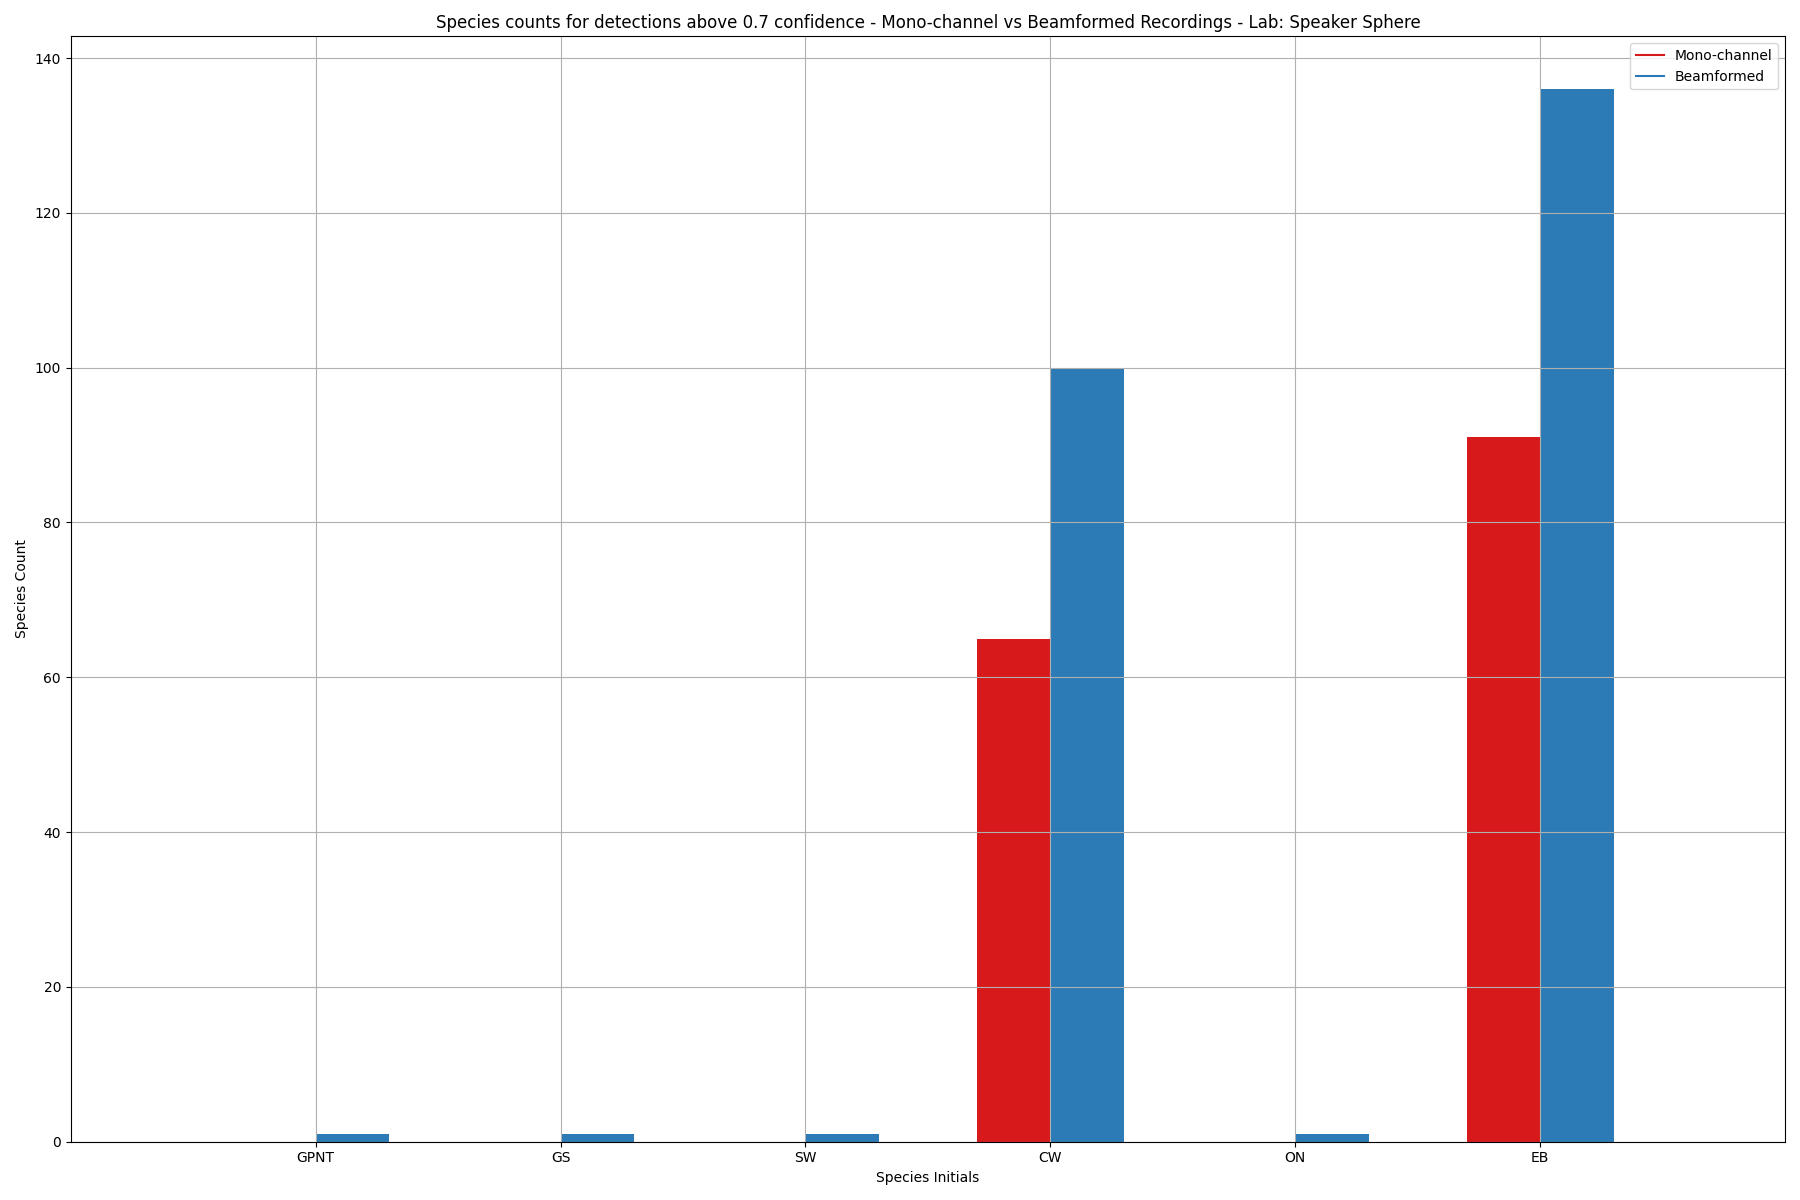 Species counts for detections above 0.7 confidence - Mono-channel vs Beamformed Recordings - Lab: Speaker Sphere
Mono-channel
Beamformed
140
120
100
80
60
40
20
0
Species Count
GPNT GS SW CW ON EB
Species Initials